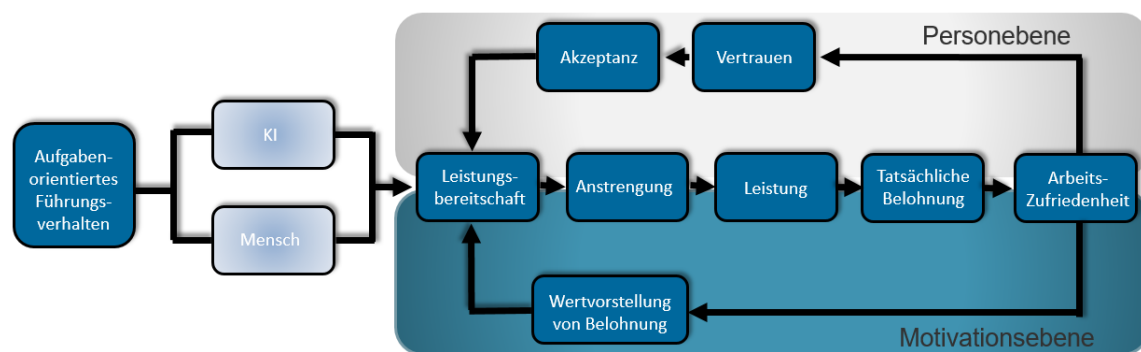 Personebene
Akzeptanz
Vertrauen
KI
Aufgaben-
orientiertes
Führungs-
verhalten
Mensch
Leistungs-
bereitschaft
Anstrengung
Leistung
Tatsächliche
Belohnung
Arbeits-
Zufriedenheit
Wertvorstellung
von Belohnung
Motivationsebene